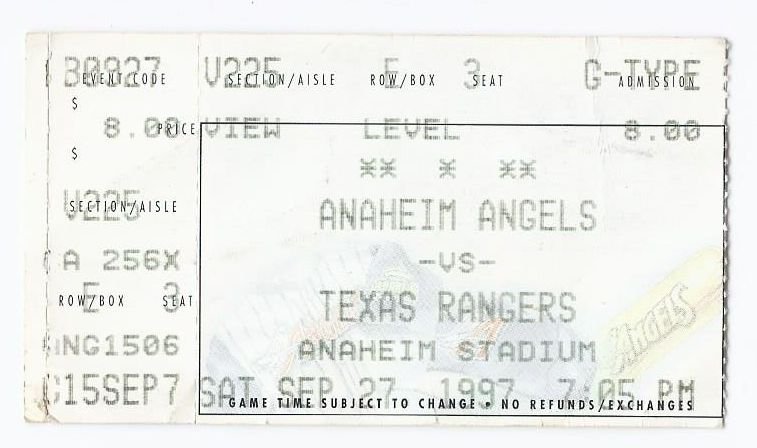 B0927 V225 E 3 G-TYPE
EVENT CODE SECTION/AISLE ROW/BOX SEAT ADMISSION
$
8.00 VIEW LEVEL 8.00
PRICE
$
** * **
V225
SECTION/AISLE
ANAHEIM ANGELS
A 256X
-VS-
E 3
ROW/BOX SEAT
TEXAS RANGERS
ANGELS
ANG1506
ANAHEIM STADIUM
C15SEP7 SAT SEP 27, 1997 7:05 PM
GAME TIME SUBJECT TO CHANGE • NO REFUNDS/EXCHANGES